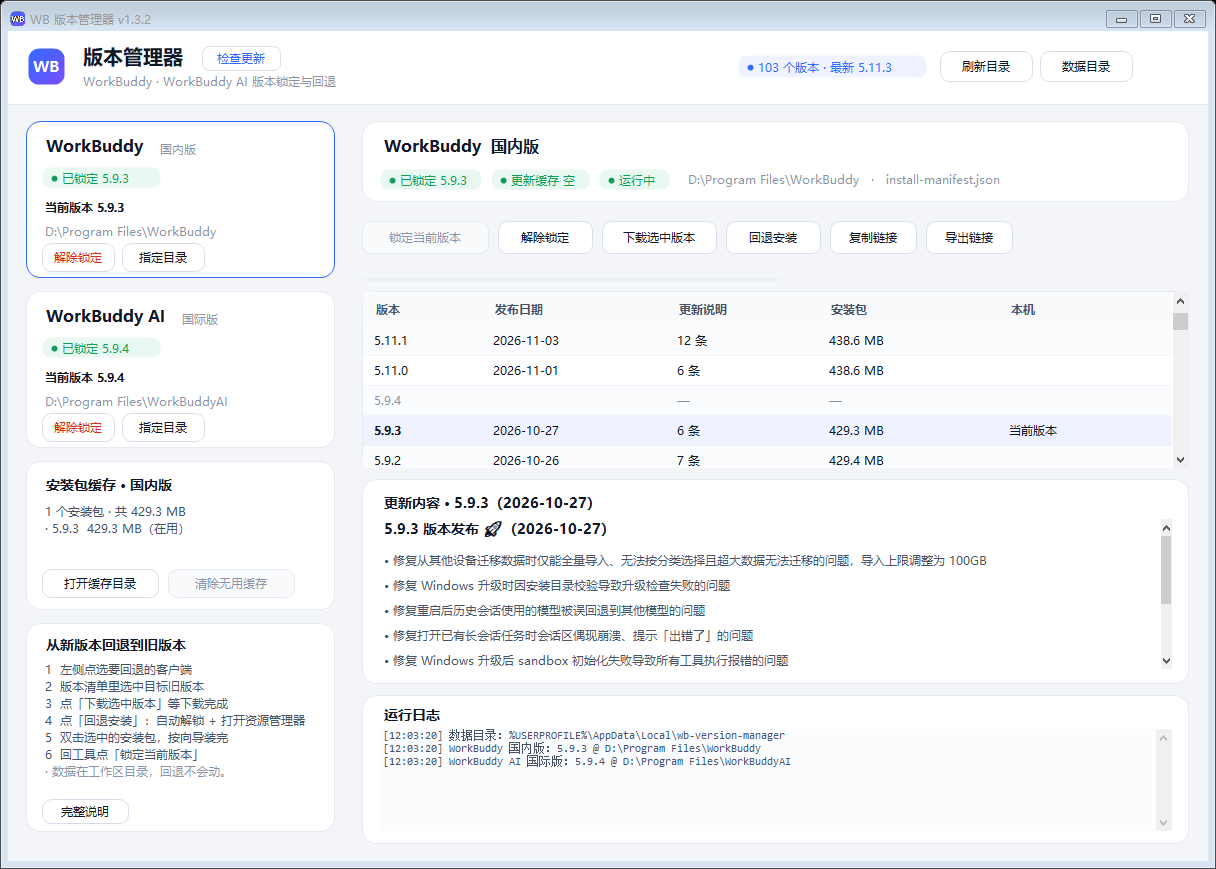 WB WB 版本管理器 v1.3.2
WB
版本管理器 检查更新
WorkBuddy · WorkBuddy AI 版本锁定与回退
● 103 个版本 · 最新 5.11.3 刷新目录 数据目录
WorkBuddy 国内版
● 已锁定 5.9.3
当前版本 5.9.3
D:\Program Files\WorkBuddy
解除锁定 指定目录
WorkBuddy AI 国际版
● 已锁定 5.9.4
当前版本 5.9.4
D:\Program Files\WorkBuddyAI
解除锁定 指定目录
安装包缓存 • 国内版
1 个安装包 · 共 429.3 MB
· 5.9.3 429.3 MB（在用）
打开缓存目录 清除无用缓存
从新版本回退到旧版本
1 左侧点选要回退的客户端
2 版本清单里选中目标旧版本
3 点「下载选中版本」等下载完成
4 点「回退安装」：自动解锁 + 打开资源管理器
5 双击选中的安装包，按向导装完
6 回工具点「锁定当前版本」
· 数据在工作区目录，回退不会动。
完整说明
WorkBuddy 国内版
● 已锁定 5.9.3 ● 更新缓存 空 ● 运行中 D:\Program Files\WorkBuddy · install-manifest.json
锁定当前版本 解除锁定 下载选中版本 回退安装 复制链接 导出链接
版本 发布日期 更新说明 安装包 本机
5.11.1 2026-11-03 12 条 438.6 MB
5.11.0 2026-11-01 6 条 438.6 MB
5.9.4 — —
5.9.3 2026-10-27 6 条 429.3 MB 当前版本
5.9.2 2026-10-26 7 条 429.4 MB
更新内容 • 5.9.3（2026-10-27）
5.9.3 版本发布 🚀（2026-10-27）
• 修复从其他设备迁移数据时仅能全量导入、无法按分类选择且超大数据无法迁移的问题，导入上限调整为 100GB
• 修复 Windows 升级时因安装目录校验导致升级检查失败的问题
• 修复重启后历史会话使用的模型被误回退到其他模型的问题
• 修复打开已有长会话任务时会话区偶现崩溃、提示「出错了」的问题
• 修复 Windows 升级后 sandbox 初始化失败导致所有工具执行报错的问题
运行日志
[12:03:20] 数据目录：%USERPROFILE%\AppData\Local\wb-version-manager
[12:03:20] WorkBuddy 国内版：5.9.3 @ D:\Program Files\WorkBuddy
[12:03:20] WorkBuddy AI 国际版：5.9.4 @ D:\Program Files\WorkBuddyAI